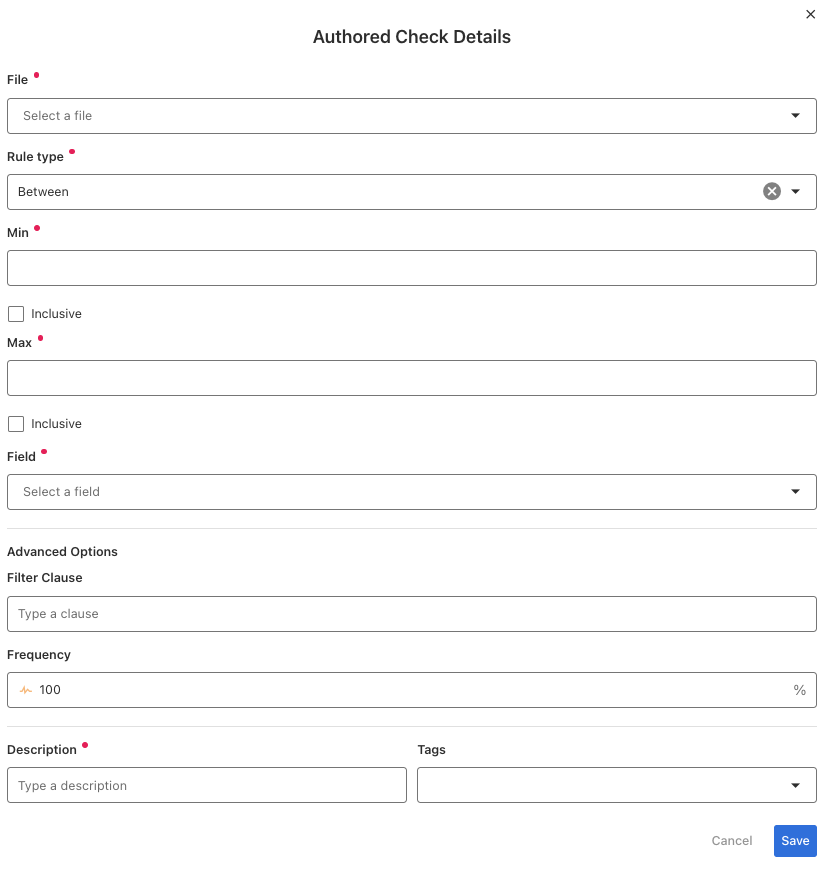 Authored Check Details
File
Select a file
Rule type
Between
Min
Inclusive
Max
Inclusive
Field
Select a field
Advanced Options
Filter Clause
Type a clause
Frequency
100 %
Description Tags
Type a description
Cancel Save